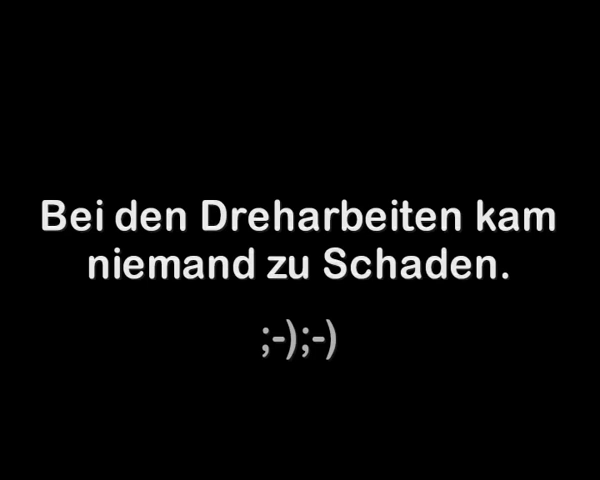 Bei den Dreharbeiten kam
niemand zu Schaden.
;-);-)